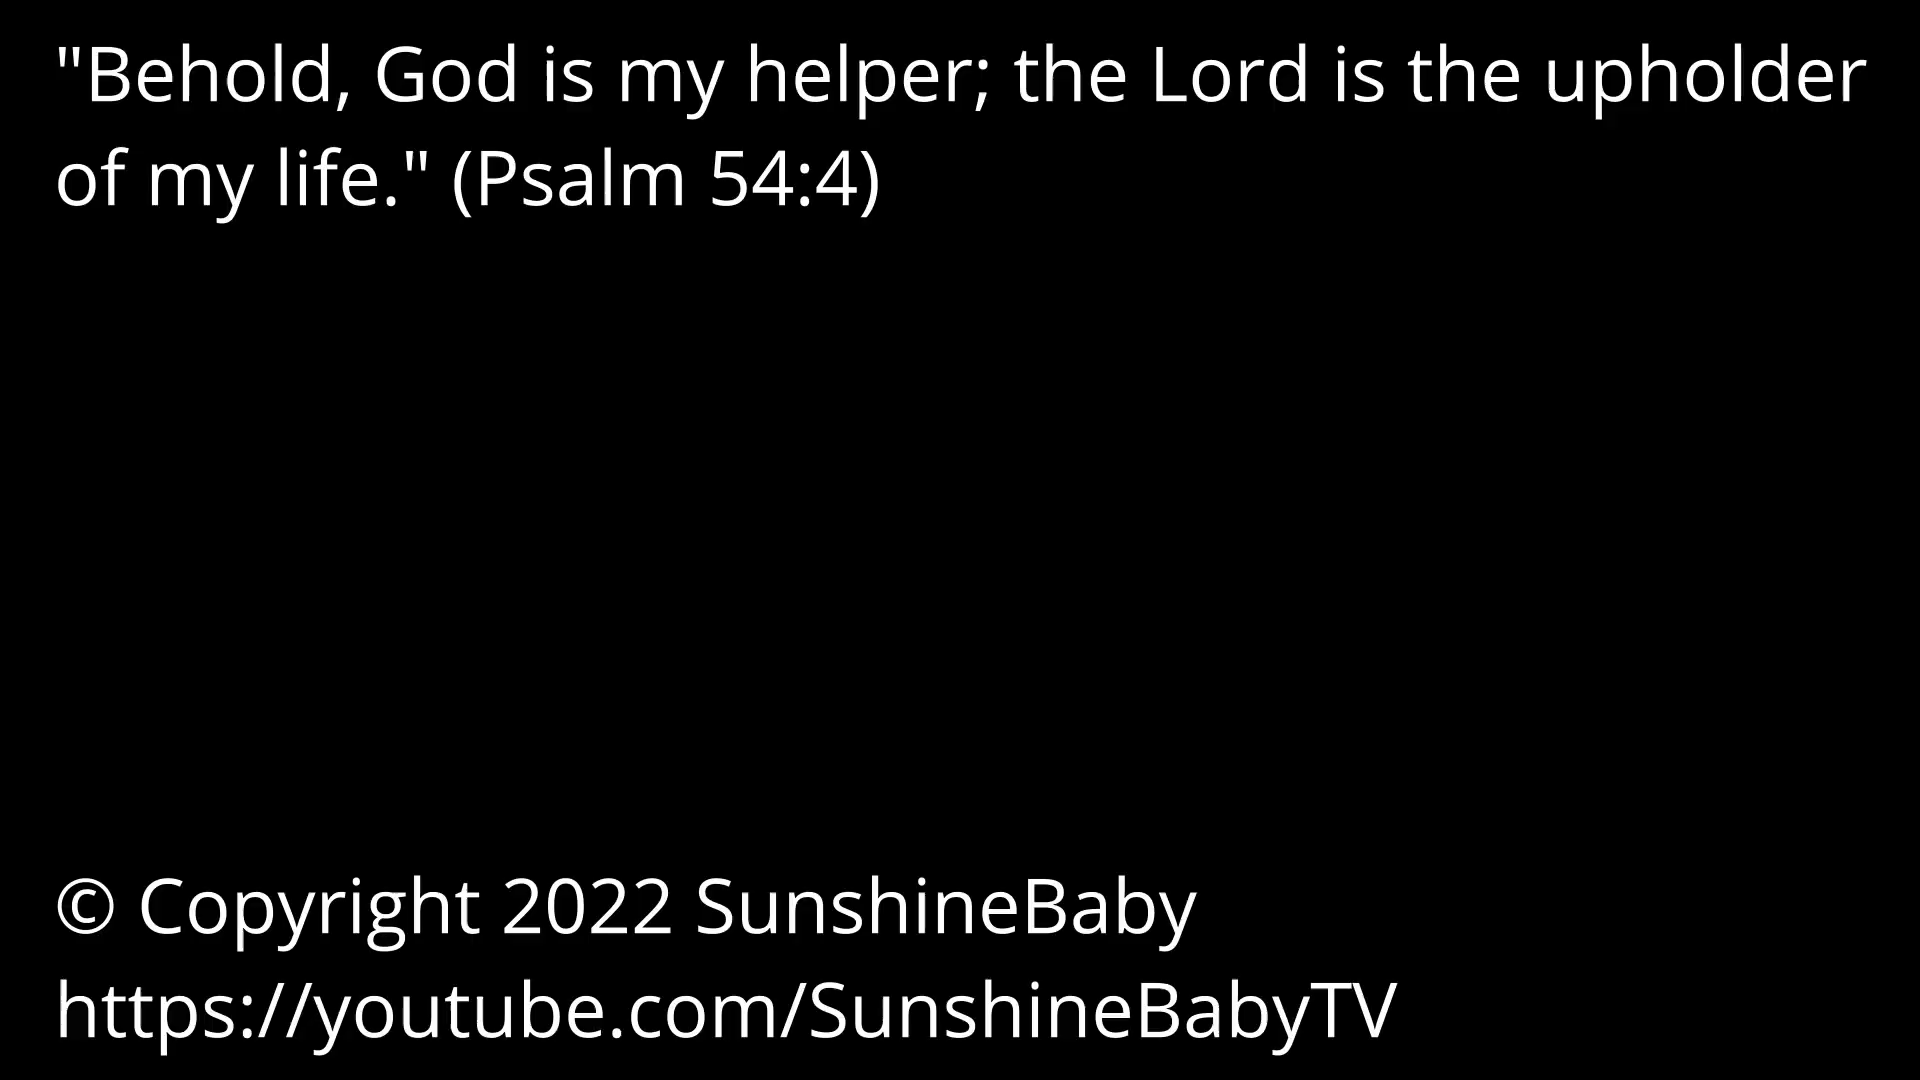 "Behold, God is my helper; the Lord is the upholder
of my life." (Psalm 54:4)
© Copyright 2022 SunshineBaby
https://youtube.com/SunshineBabyTV